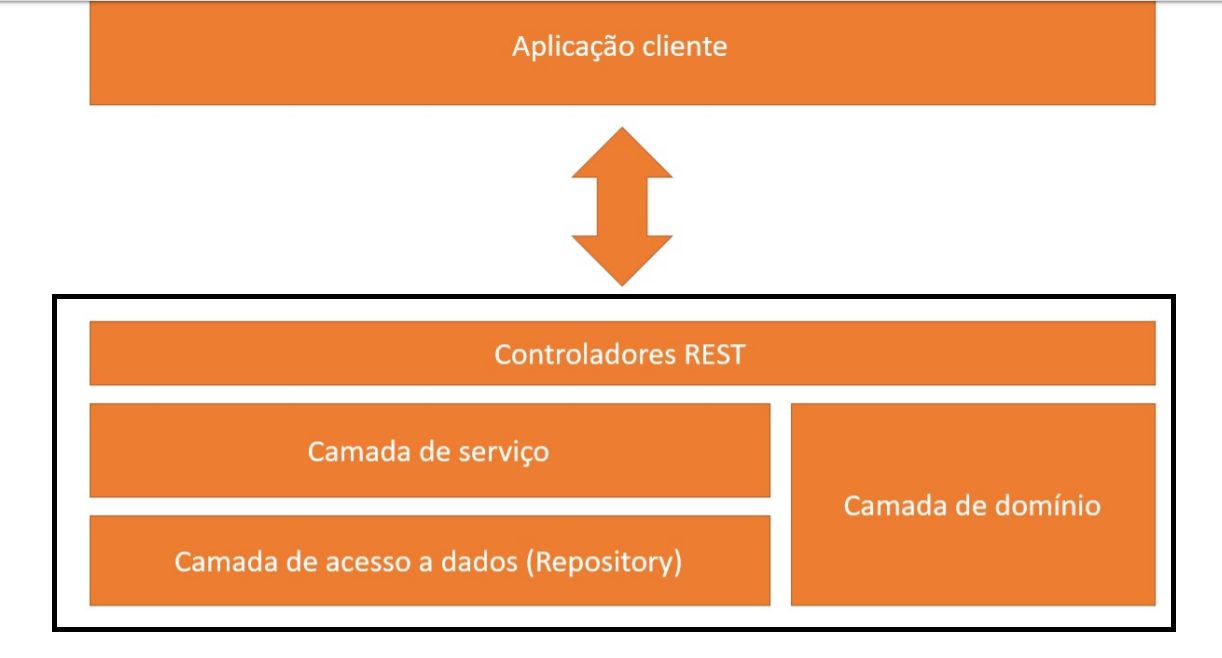 Aplicação cliente
Controladores REST
Camada de serviço
Camada de domínio
Camada de acesso a dados (Repository)